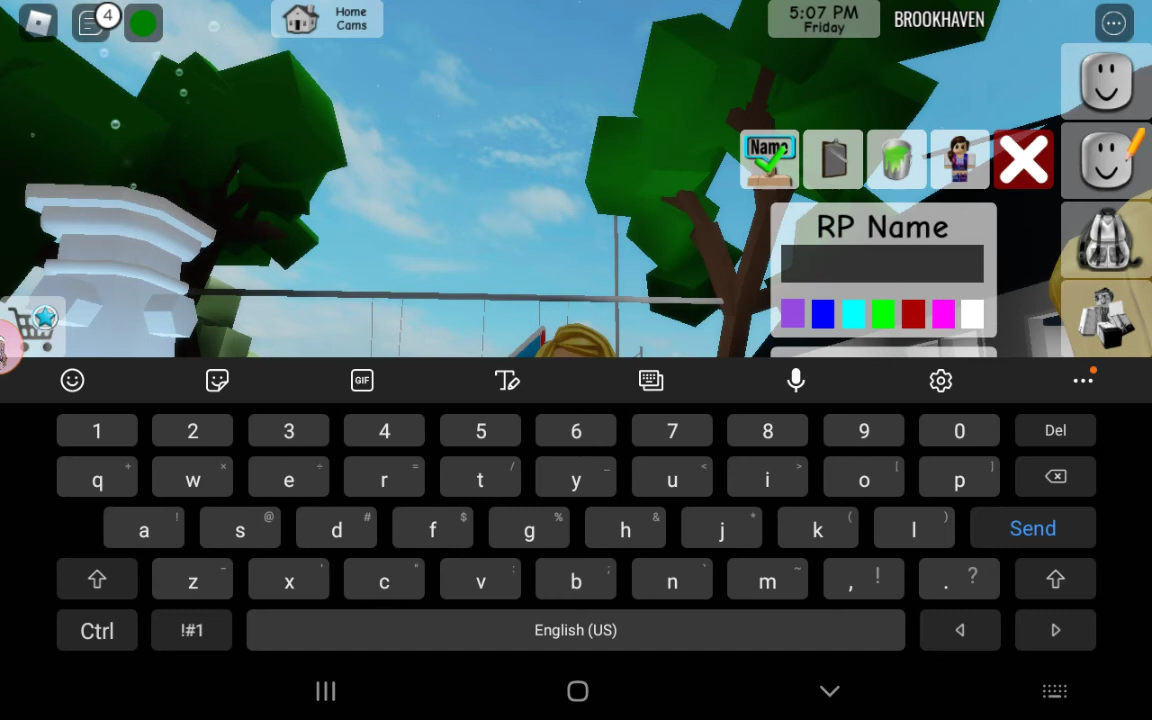 4
Home
Cams
5:07 PM
Friday
BROOKHAVEN
Name
RP Name
GIF
1 2 3 4 5 6 7 8 9 0 Del
q + w × e ÷ r = t / y _ u < i > o [ p ]
a ! s @ d # f $ g % h & j * k ( l ) Send
z - x ' c " v : b ; n ` m ~ , ! . ?
Ctrl !#1 English (US)